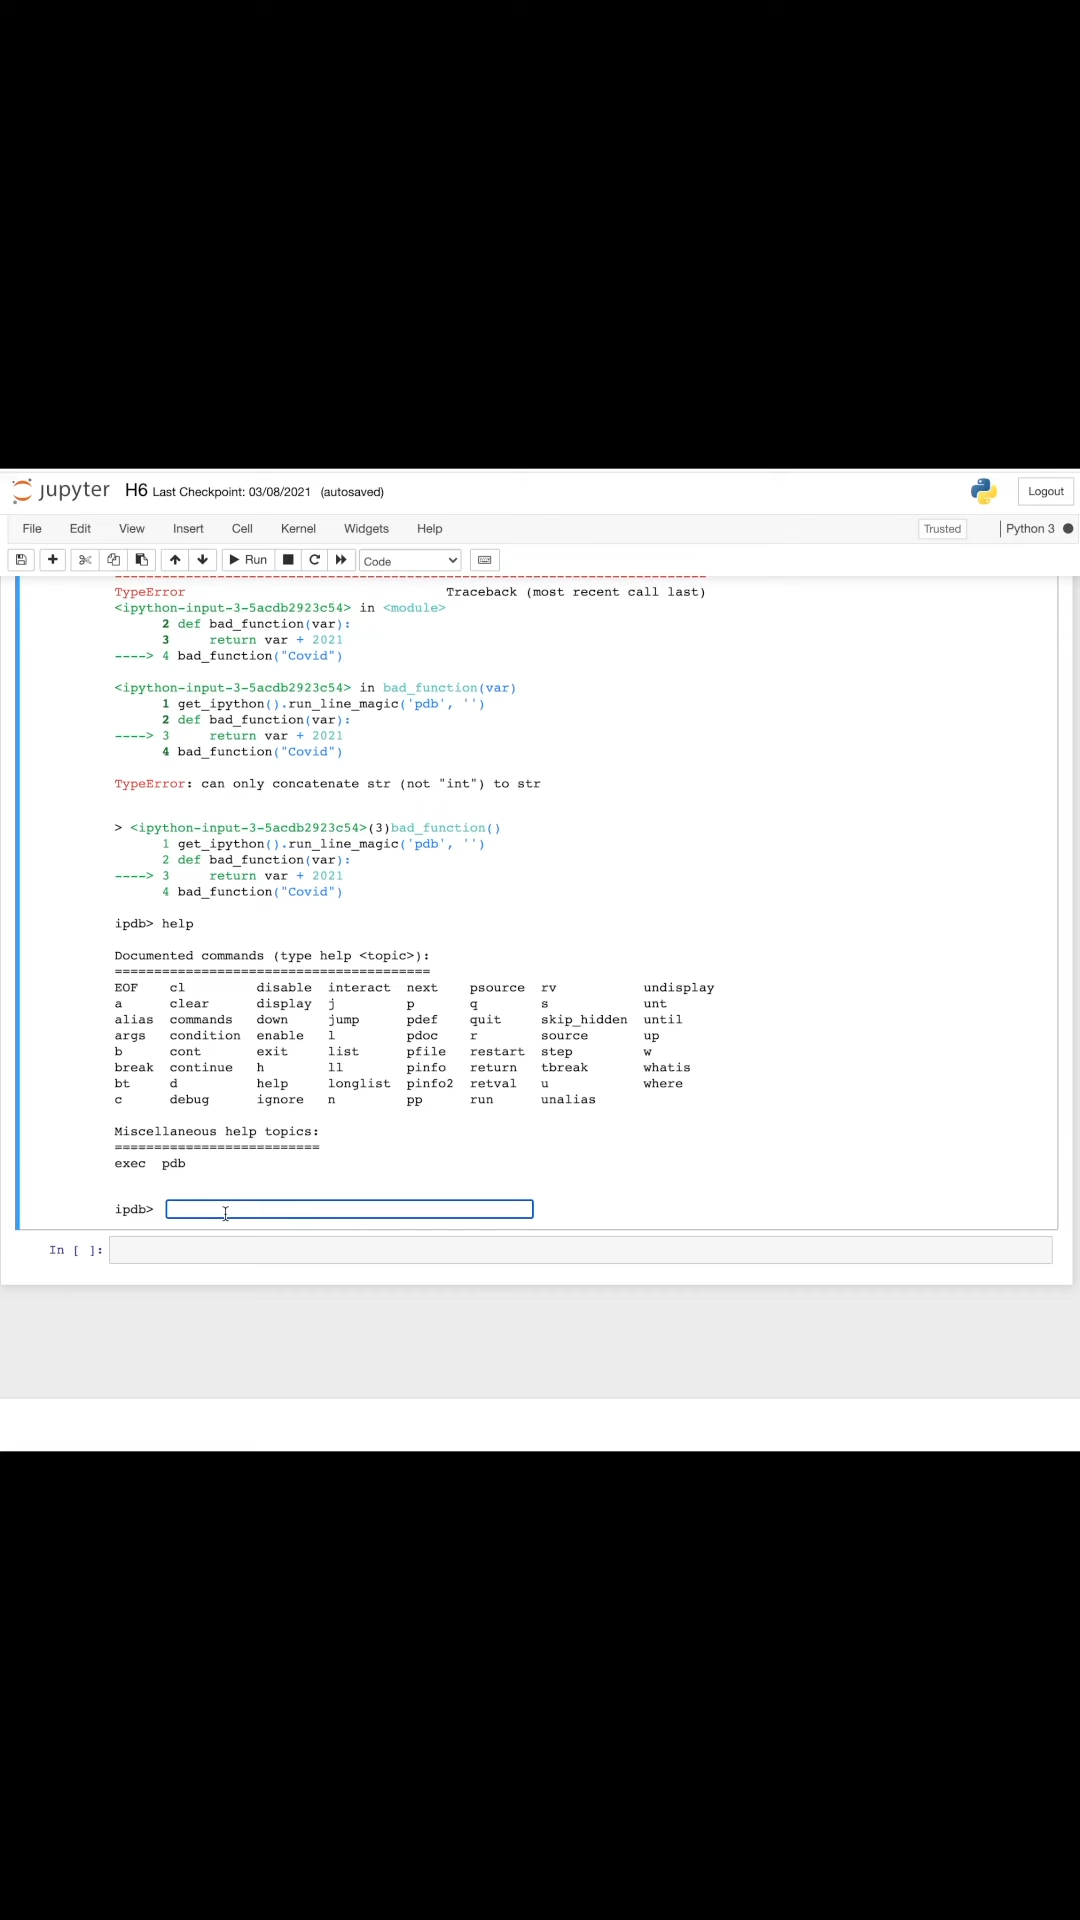 jupyter H6 Last Checkpoint: 03/08/2021 (autosaved) Logout
File Edit View Insert Cell Kernel Widgets Help Trusted Python 3
Run Code
TypeError Traceback (most recent call last)
<ipython-input-3-5acdb2923c54> in <module>
2 def bad_function(var):
3 return var + 2021
----> 4 bad_function("Covid")
<ipython-input-3-5acdb2923c54> in bad_function(var)
1 get_ipython().run_line_magic('pdb', '')
2 def bad_function(var):
----> 3 return var + 2021
4 bad_function("Covid")
TypeError: can only concatenate str (not "int") to str
> <ipython-input-3-5acdb2923c54>(3)bad_function()
1 get_ipython().run_line_magic('pdb', '')
2 def bad_function(var):
----> 3 return var + 2021
4 bad_function("Covid")
ipdb> help
Documented commands (type help <topic>):
========================================
EOF cl disable interact next psource rv undisplay
a clear display j p q s unt
alias commands down jump pdef quit skip_hidden until
args condition enable l pdoc r source up
b cont exit list pfile restart step w
break continue h ll pinfo return tbreak whatis
bt d help longlist pinfo2 retval u where
c debug ignore n pp run unalias
Miscellaneous help topics:
==========================
exec pdb
ipdb>
In [ ]: